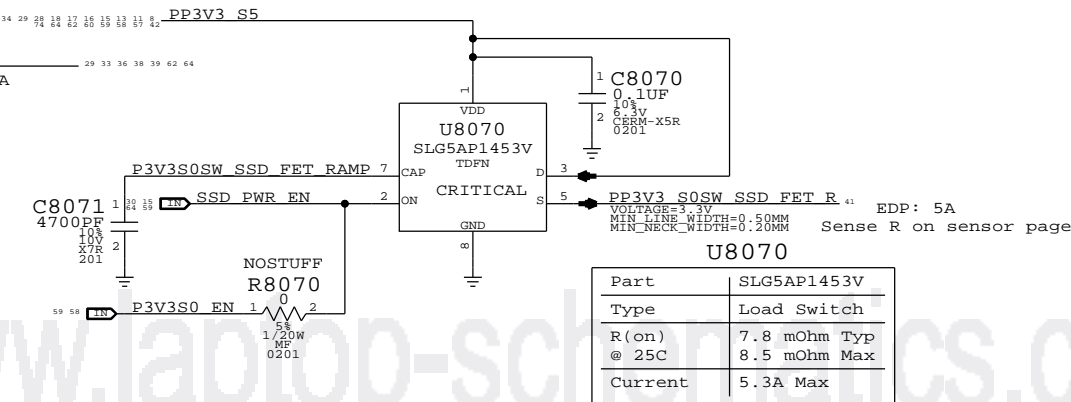 34 29 28 18 17 16 15 13 11 8
74 64 62 60 59 58 57 42
PP3V3 S5
29 33 36 38 39 62 64
A
1
VDD
U8070
SLG5AP1453V
TDFN
CRITICAL
7 CAP
2 ON
D 3
S 5
GND
8
1 C8070
0.1UF
10%
6.3V
2 CERM-X5R
0201
P3V3S0SW_SSD_FET_RAMP
C8071 1
4700PF
10%
10V
X7R 2
201
30 15
64 59
IN SSD_PWR_EN
PP3V3_S0SW_SSD_FET_R 41
VOLTAGE=3.3V
MIN_LINE_WIDTH=0.50MM
MIN_NECK_WIDTH=0.20MM
EDP: 5A
Sense R on sensor page
NOSTUFF
R8070
0
1 2
5%
1/20W
MF
0201
59 58 IN P3V3S0_EN
U8070
Part SLG5AP1453V
Type Load Switch
R(on) 7.8 mOhm Typ
@ 25C 8.5 mOhm Max
Current 5.3A Max
www.laptop-schematics.c